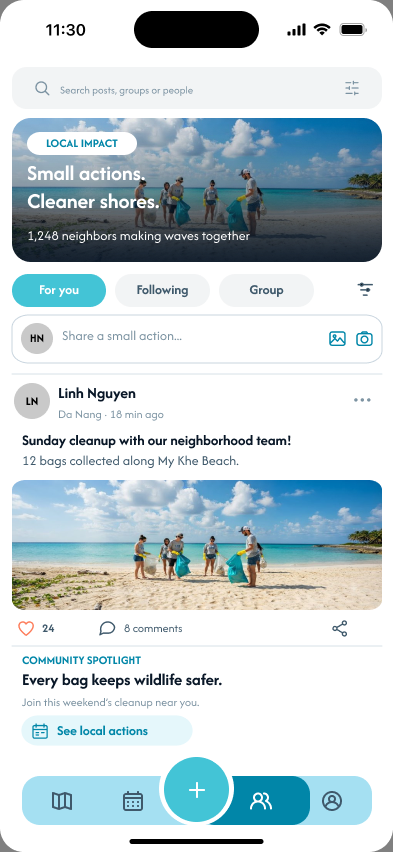 11:30
Search posts, groups or people
LOCAL IMPACT
Small actions.
Cleaner shores.
1,248 neighbors making waves together
For you
Following
Group
HN
Share a small action...
LN
Linh Nguyen
Da Nang · 18 min ago
Sunday cleanup with our neighborhood team!
12 bags collected along My Khe Beach.
24
8 comments
COMMUNITY SPOTLIGHT
Every bag keeps wildlife safer.
Join this weekend's cleanup near you.
See local actions